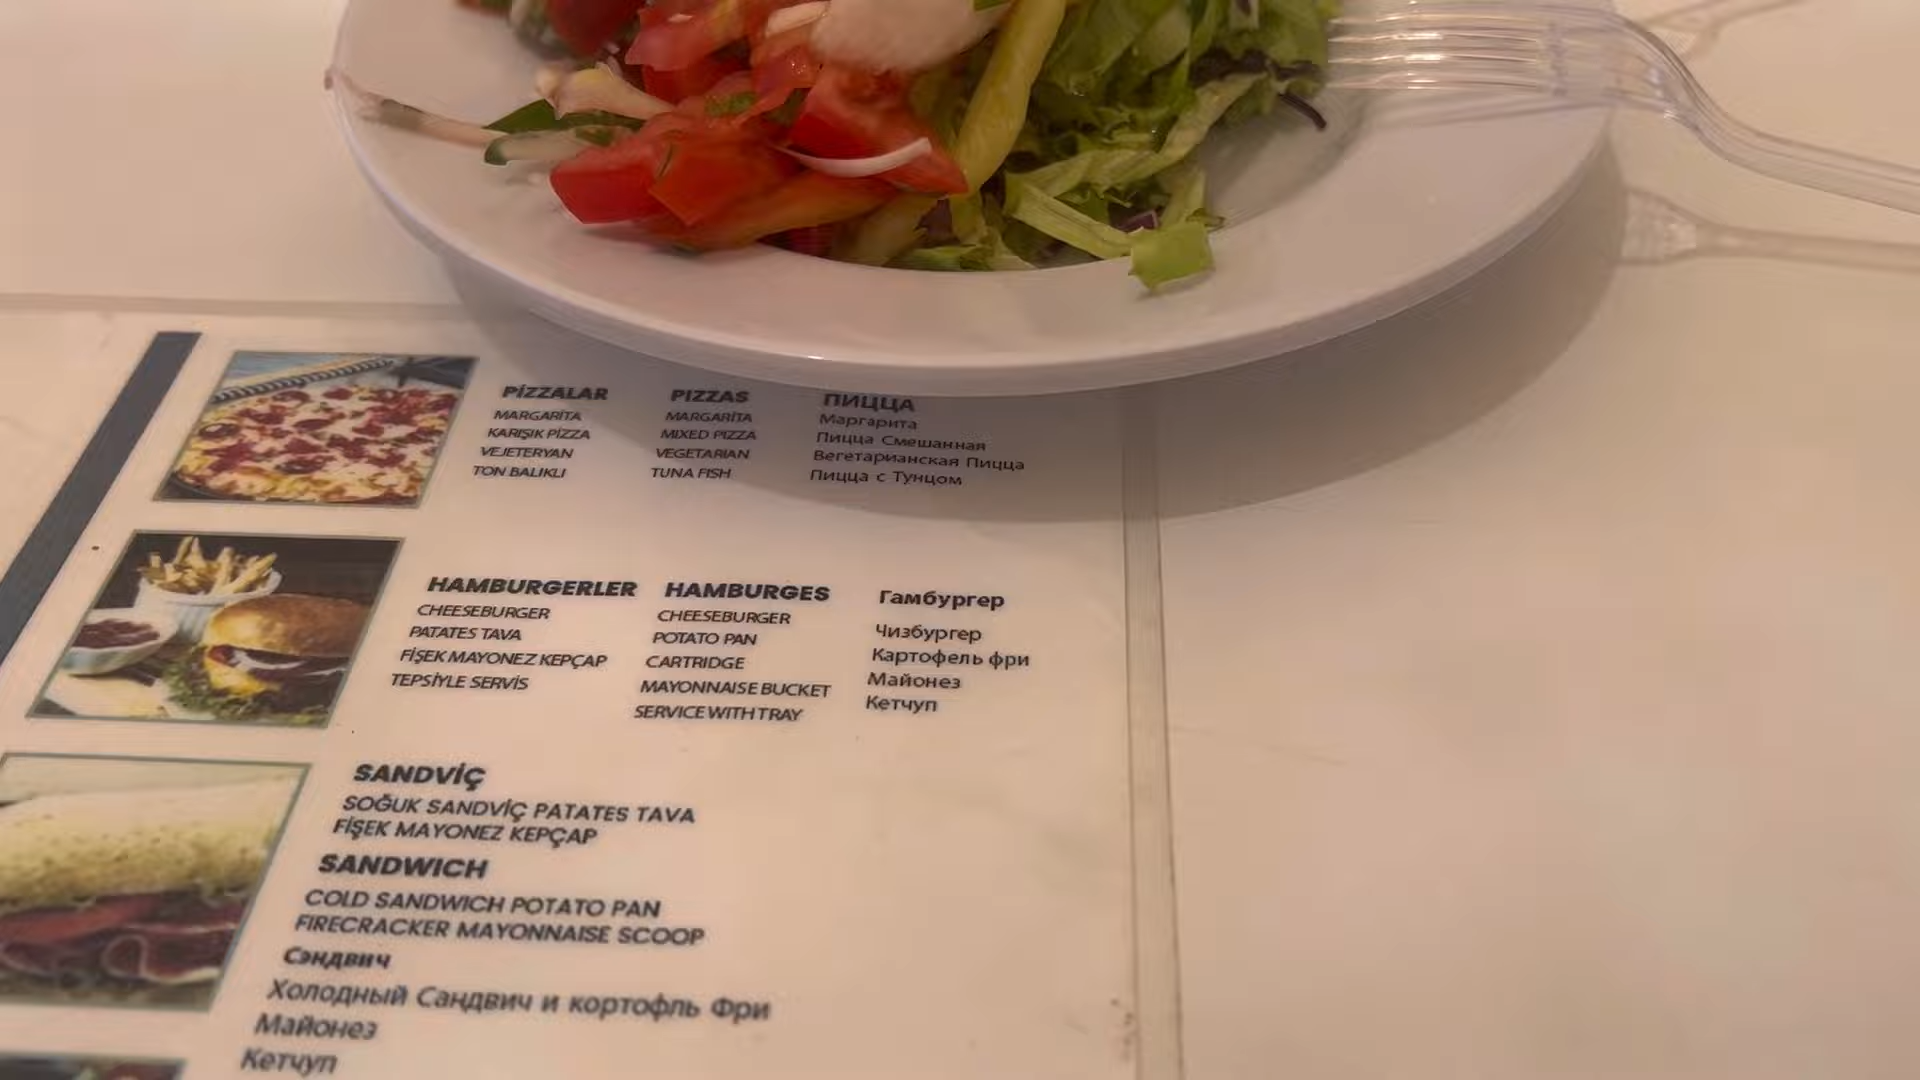 PİZZALAR
MARGARİTA
KARIŞIK PİZZA
VEJETERYAN
TON BALIKLI
PIZZAS
MARGARİTA
MIXED PIZZA
VEGETARIAN
TUNA FISH
ПИЦЦА
Маргарита
Пицца Смешанная
Вегетарианская Пицца
Пицца с Тунцом
HAMBURGERLER
CHEESEBURGER
PATATES TAVA
FİŞEK MAYONEZ KEPÇAP
TEPSİYLE SERVİS
HAMBURGES
CHEESEBURGER
POTATO PAN
CARTRIDGE
MAYONNAISE BUCKET
SERVICE WITH TRAY
Гамбургер
Чизбургер
Картофель фри
Майонез
Кетчуп
SANDVİÇ
SOĞUK SANDVİÇ PATATES TAVA
FİŞEK MAYONEZ KEPÇAP
SANDWICH
COLD SANDWICH POTATO PAN
FIRECRACKER MAYONNAISE SCOOP
Сэндвич
Холодный Сандвич и кортофль Фри
Майонез
Кетчуп